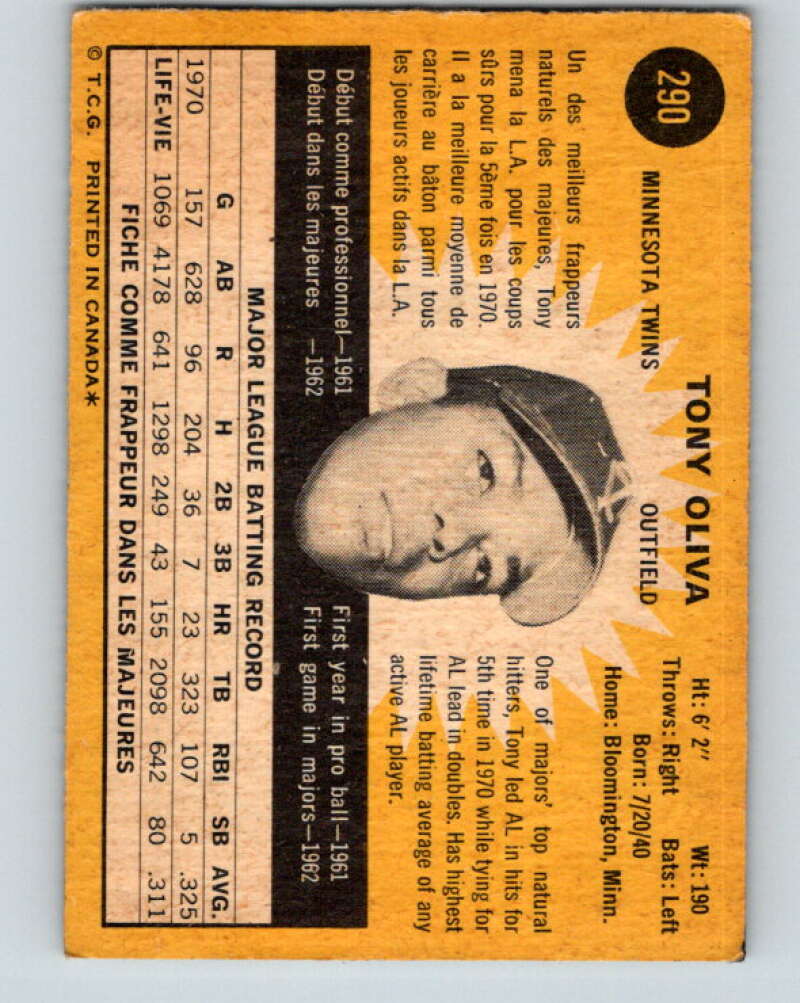 290
TONY OLIVA
MINNESOTA TWINS OUTFIELD
Ht: 6' 2" Wt: 190
Throws: Right Bats: Left
Born: 7/20/40
Home: Bloomington, Minn.
Un des meilleurs frappeurs
naturels des majeures, Tony
mena la L.A. pour les coups
sûrs pour la 5ème fois en 1970.
Il a la meilleure moyenne de
carrière au bâton parmi tous
les joueurs actifs dans la L.A.
One of majors' top natural
hitters, Tony led AL in hits for
5th time in 1970 while tying for
AL lead in doubles. Has highest
lifetime batting average of any
active AL player.
Début comme professionnel—1961
Début dans les majeures —1962
First year in pro ball—1961
First game in majors—1962
MAJOR LEAGUE BATTING RECORD
G AB R H 2B 3B HR TB RBI SB AVG.
1970 157 628 96 204 36 7 23 323 107 5 .325
LIFE-VIE 1069 4178 641 1298 249 43 155 2098 642 80 .311
FICHE COMME FRAPPEUR DANS LES MAJEURES
© T.C.G. PRINTED IN CANADA*